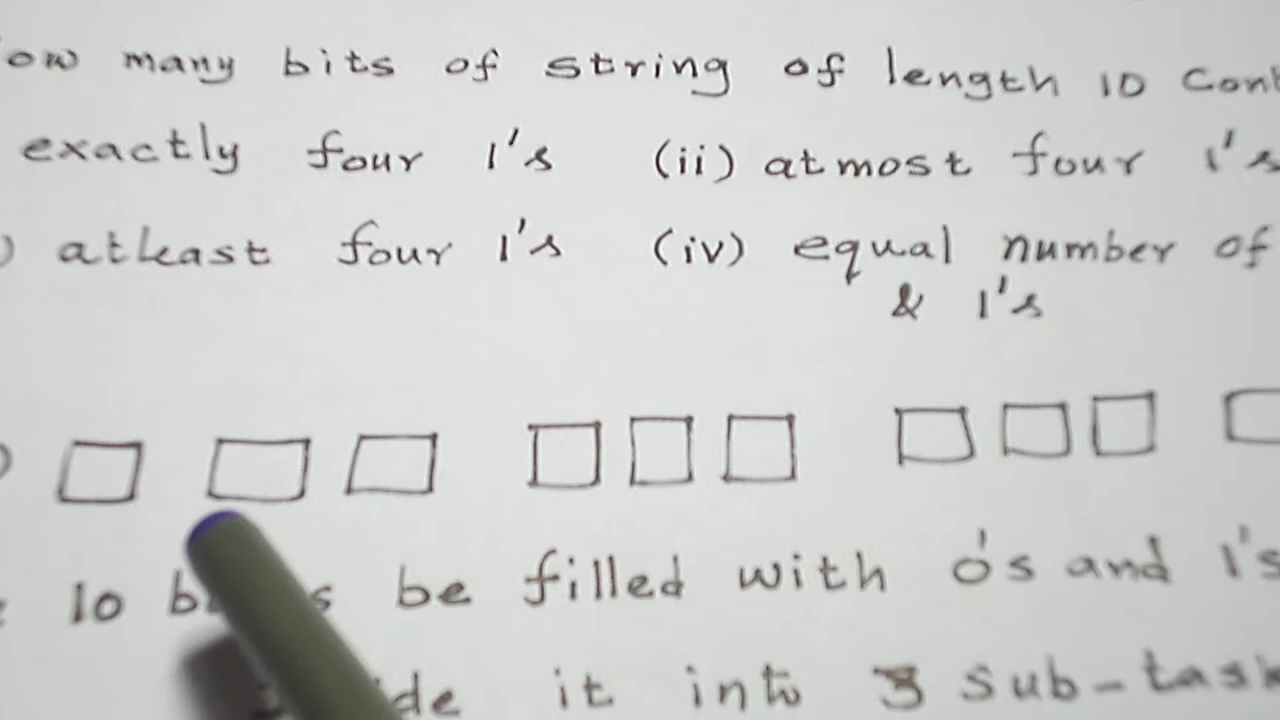 ow many bits of string of length 10 cont
exactly four 1's (ii) atmost four 1's
) atleast four 1's (iv) equal number of
& 1's
)
10 be filled with 0's and 1's
it into 3 sub-task